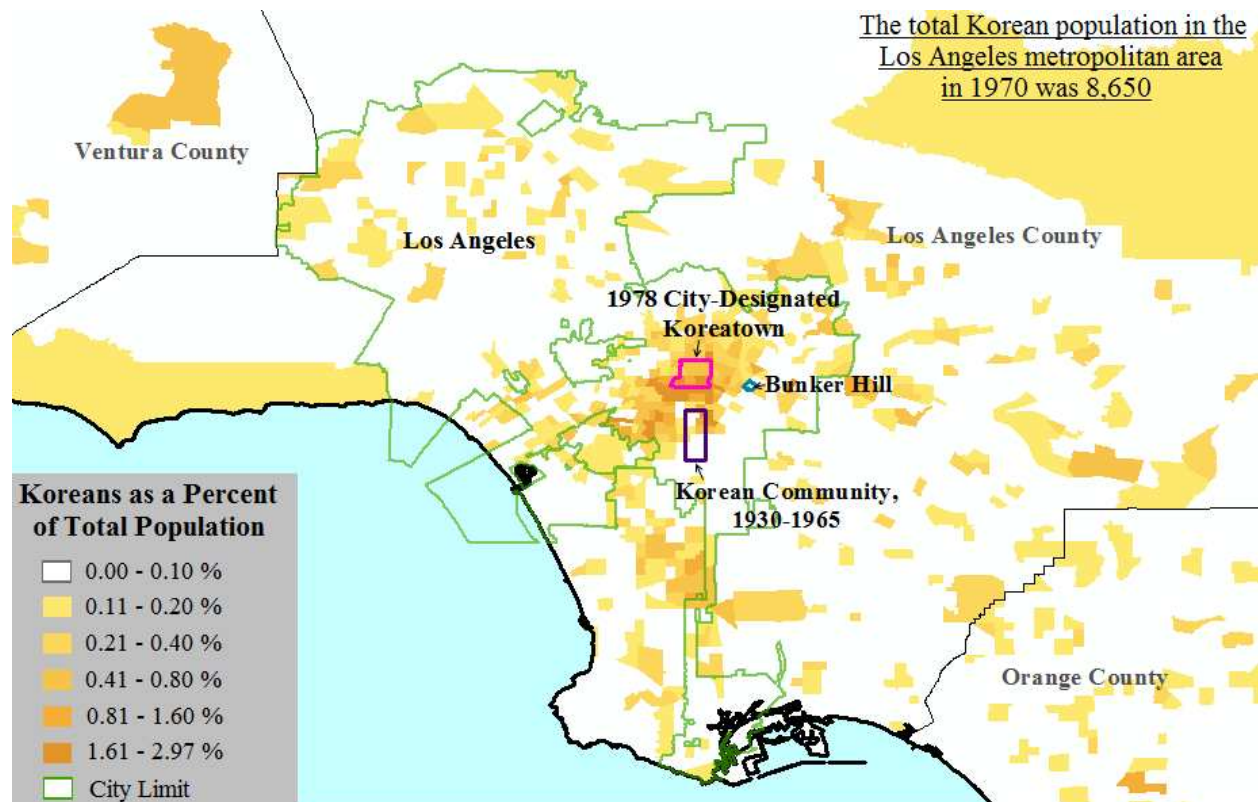 The total Korean population in the
Los Angeles metropolitan area
in 1970 was 8,650
Ventura County
Los Angeles
Los Angeles County
1978 City-Designated
Koreatown
Bunker Hill
Korean Community,
1930-1965
Orange County
Koreans as a Percent
of Total Population
0.00 - 0.10 %
0.11 - 0.20 %
0.21 - 0.40 %
0.41 - 0.80 %
0.81 - 1.60 %
1.61 - 2.97 %
City Limit